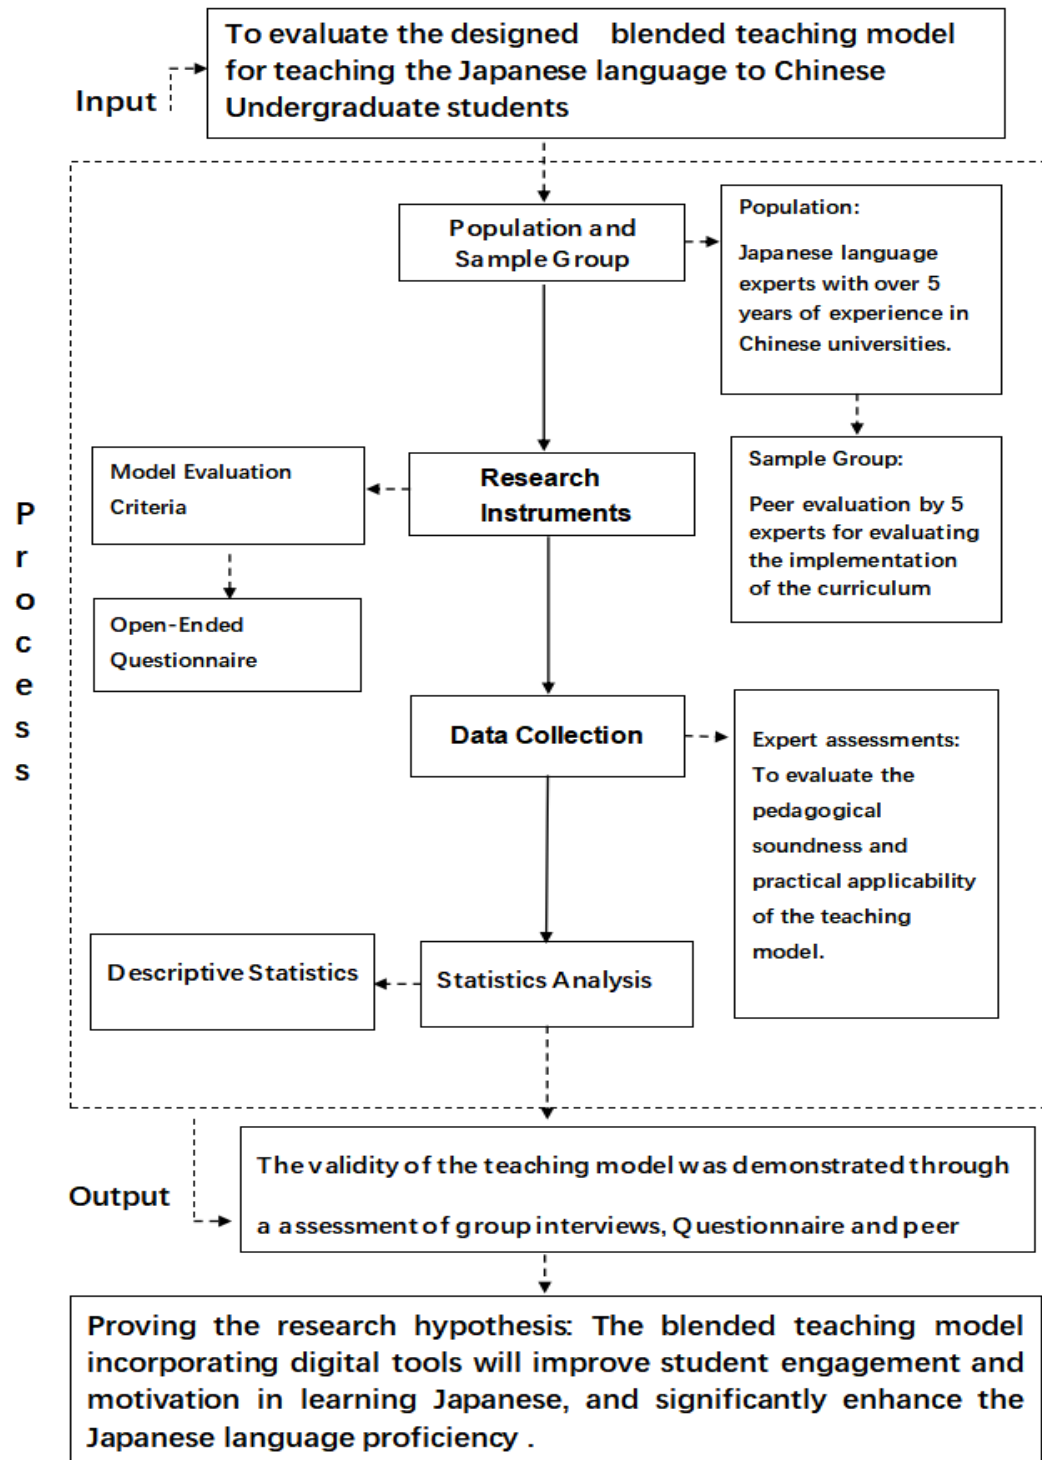 To evaluate the designed blended teaching model
for teaching the Japanese language to Chinese
Undergraduate students
Input
Population and
Sample Group
Population:
Japanese language
experts with over 5
years of experience in
Chinese universities.
Sample Group:
Peer evaluation by 5
experts for evaluating
the implementation
of the curriculum
Research
Instruments
Model Evaluation
Criteria
Open-Ended
Questionnaire
Process
Data Collection
Expert assessments:
To evaluate the
pedagogical
soundness and
practical applicability
of the teaching
model.
Statistics Analysis
Descriptive Statistics
Output
The validity of the teaching model was demonstrated through
a assessment of group interviews, Questionnaire and peer
Proving the research hypothesis: The blended teaching model
incorporating digital tools will improve student engagement and
motivation in learning Japanese, and significantly enhance the
Japanese language proficiency .